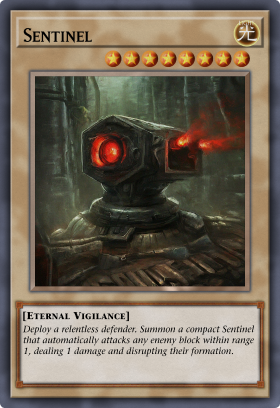 SENTINEL
光
[ETERNAL VIGILANCE]
Deploy a relentless defender. Summon a compact Sentinel
that automatically attacks any enemy block within range
1, dealing 1 damage and disrupting their formation.